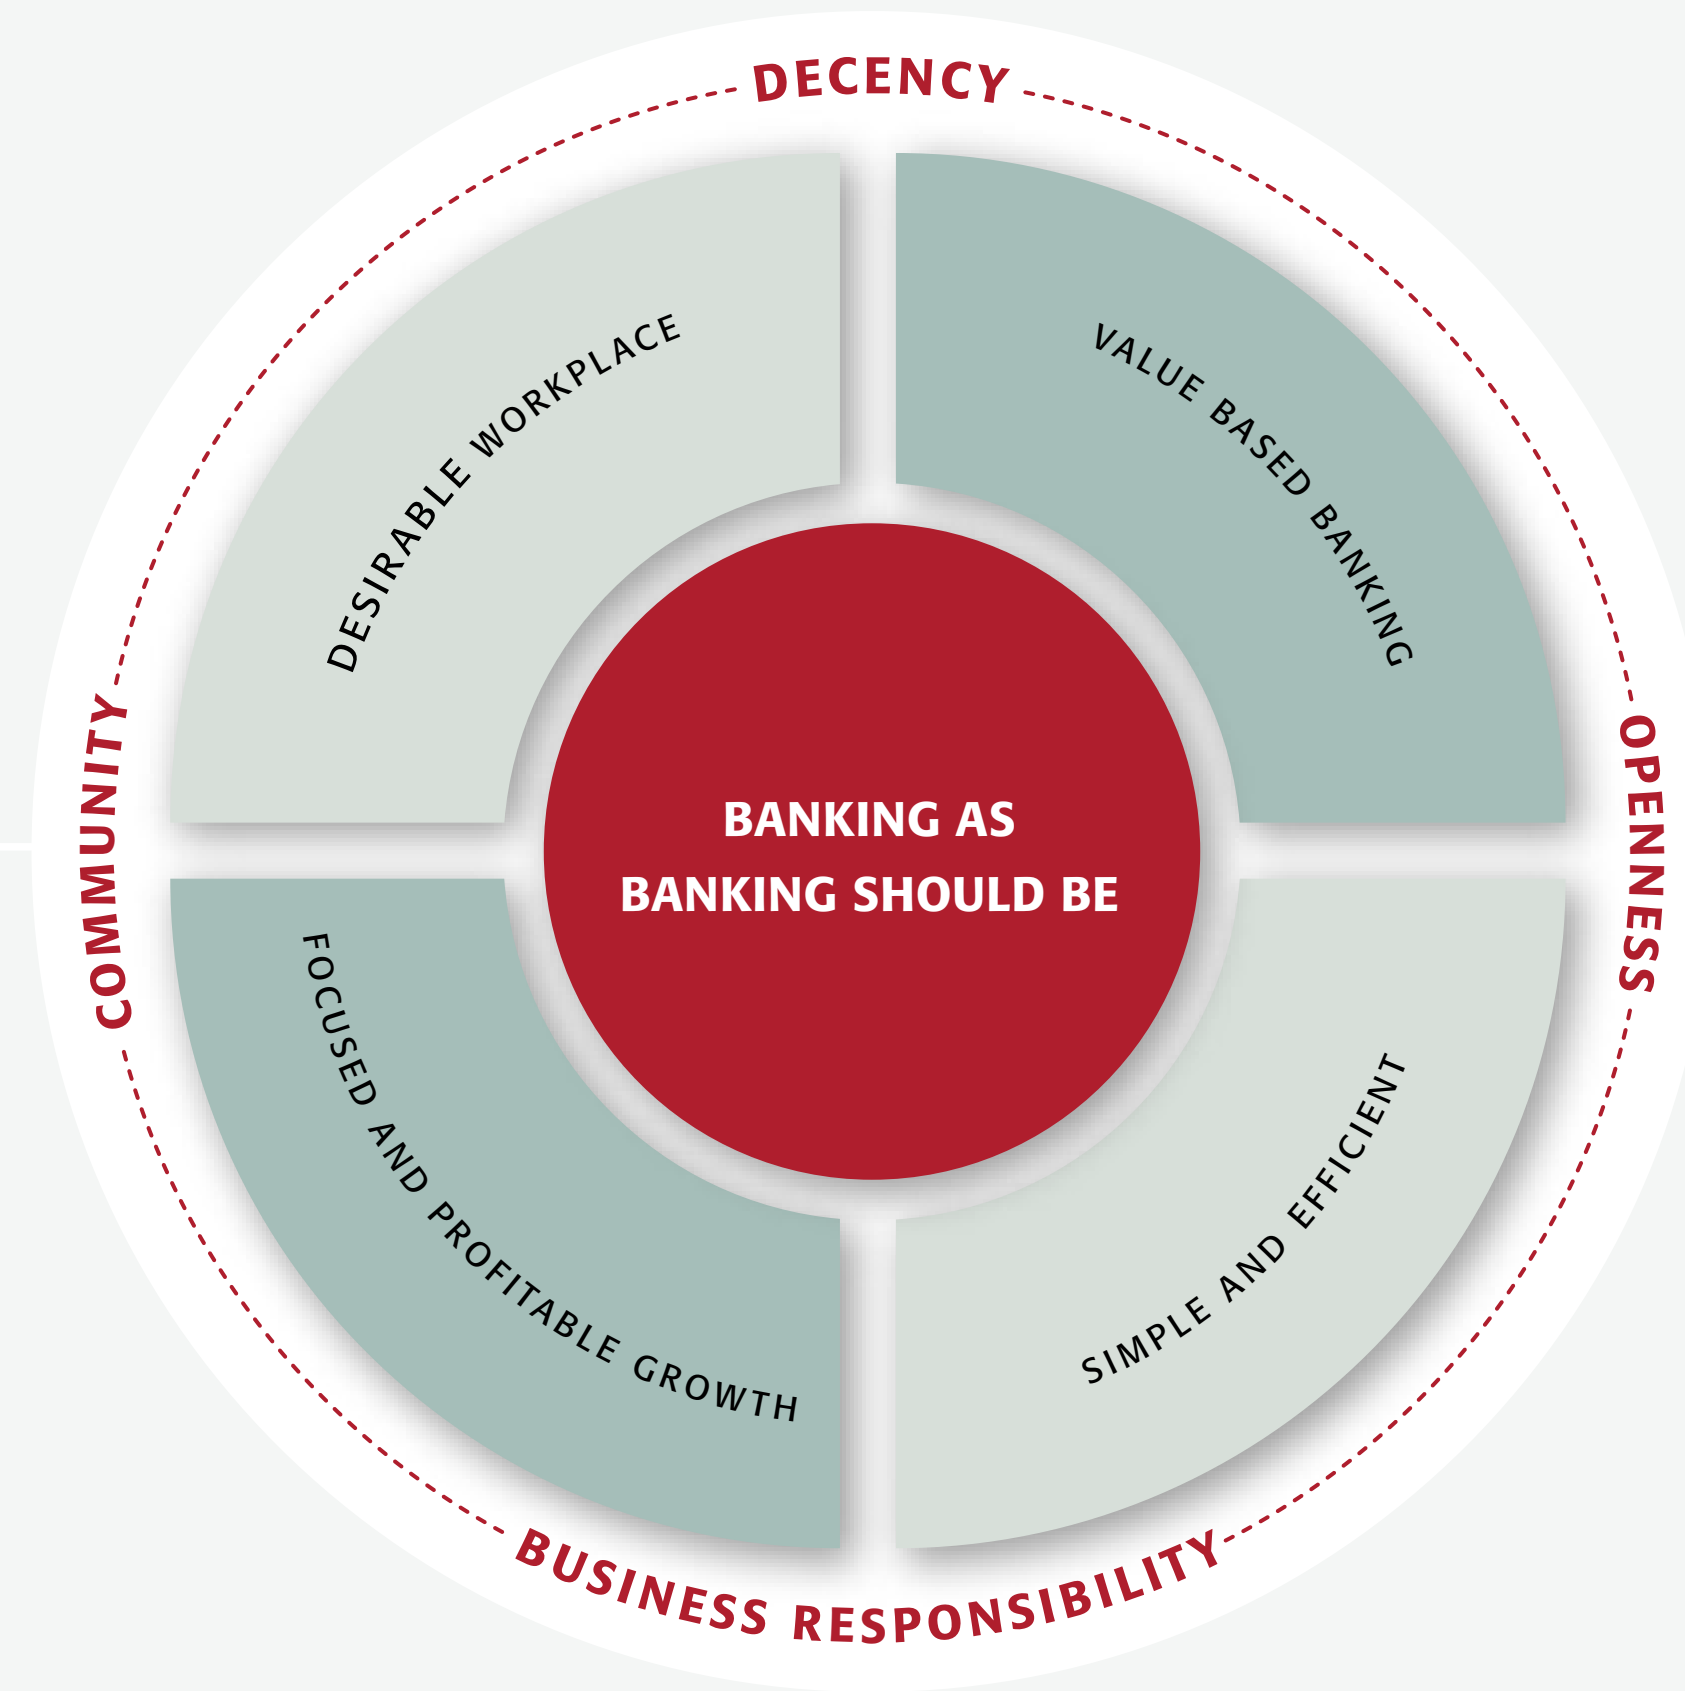 DECENCY
DESIRABLE WORKPLACE
VALUE BASED BANKING
COMMUNITY
OPENNESS
BANKING AS
BANKING SHOULD BE
FOCUSED AND PROFITABLE GROWTH
SIMPLE AND EFFICIENT
BUSINESS RESPONSIBILITY